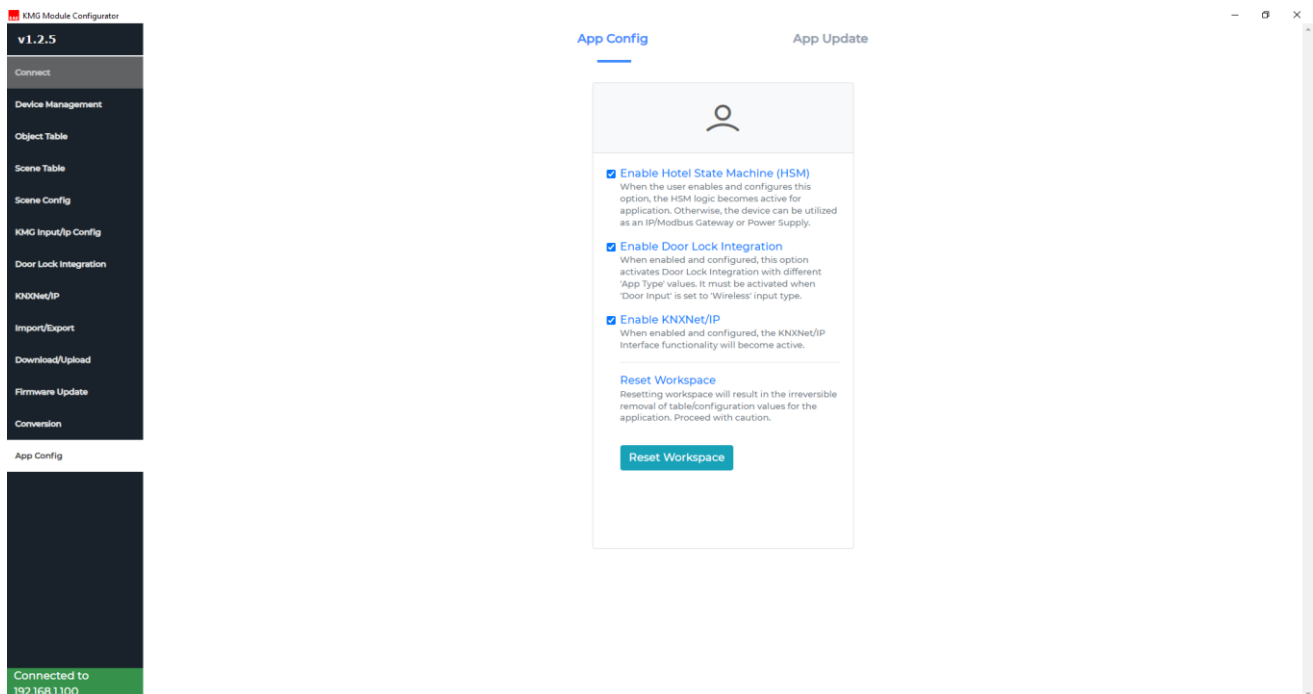 KMG Module Configurator
v1.2.5
App Config
App Update
Connect
Device Management
Object Table
Scene Table
Scene Config
KMG Input/Ip Config
Door Lock Integration
KNXNet/IP
Import/Export
Download/Upload
Firmware Update
Conversion
App Config
Enable Hotel State Machine (HSM)
When the user enables and configures this
option, the HSM logic becomes active for
application. Otherwise, the device can be utilized
as an IP/Modbus Gateway or Power Supply.
Enable Door Lock Integration
When enabled and configured, this option
activates Door Lock Integration with different
'App Type' values. It must be activated when
'Door Input' is set to 'Wireless' input type.
Enable KNXNet/IP
When enabled and configured, the KNXNet/IP
Interface functionality will become active.
Reset Workspace
Resetting workspace will result in the irreversible
removal of table/configuration values for the
application. Proceed with caution.
Reset Workspace
Connected to
192.168.1.100